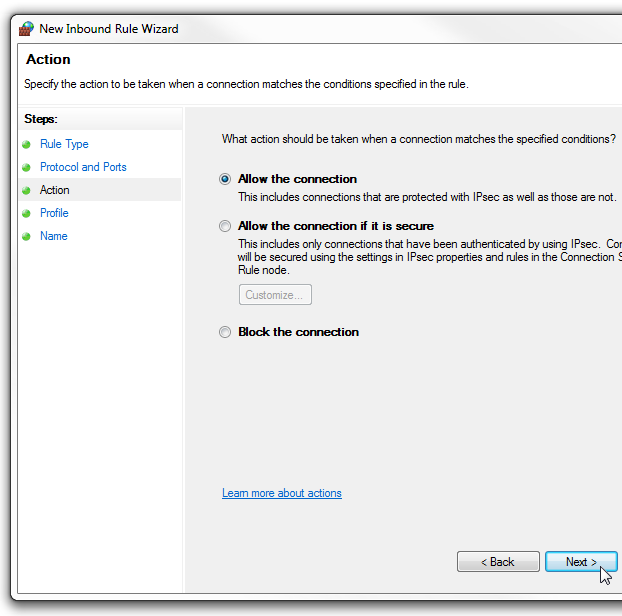 New Inbound Rule Wizard
Action
Specify the action to be taken when a connection matches the conditions specified in the rule.
Steps:
Rule Type
Protocol and Ports
Action
Profile
Name
What action should be taken when a connection matches the specified conditions?
Allow the connection
This includes connections that are protected with IPsec as well as those are not.
Allow the connection if it is secure
This includes only connections that have been authenticated by using IPsec. Cor
will be secured using the settings in IPsec properties and rules in the Connection S
Rule node.
Customize...
Block the connection
Learn more about actions
< Back
Next >